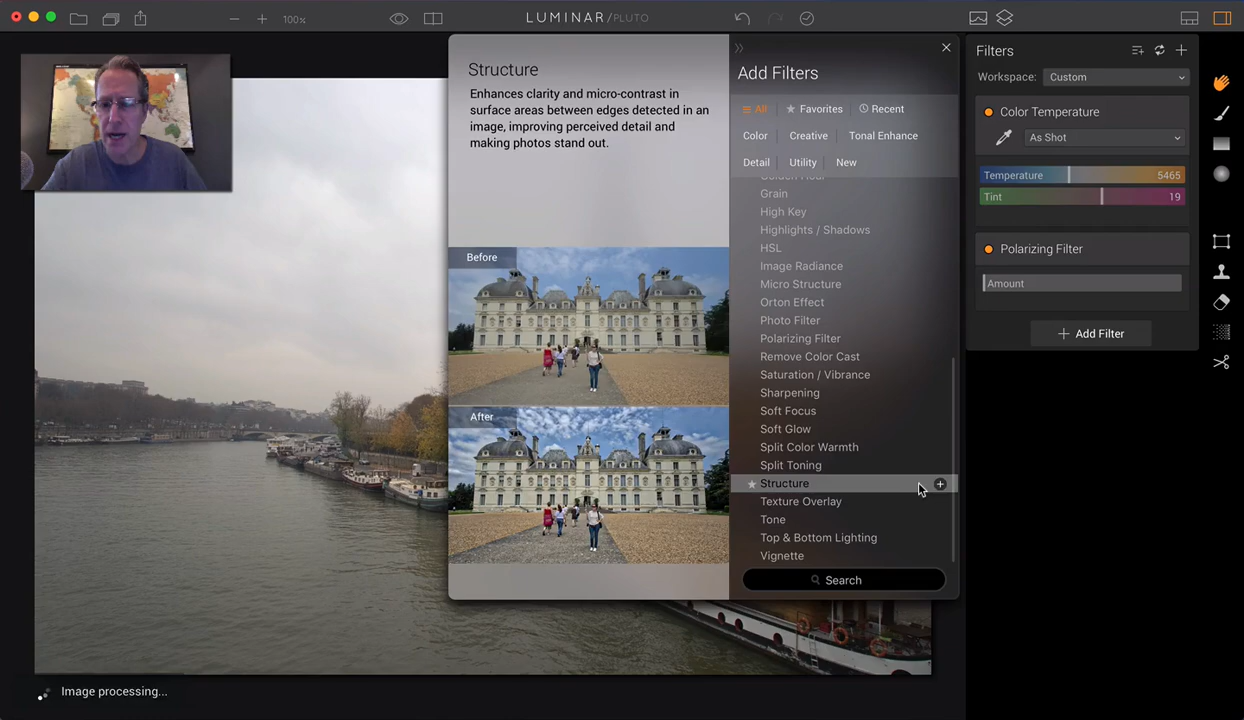 100%
LUMINAR/PLUTO
Structure
Enhances clarity and micro-contrast in
surface areas between edges detected in an
image, improving perceived detail and
making photos stand out.
Before
After
Add Filters
All
Favorites
Recent
Color
Creative
Tonal Enhance
Detail
Utility
New
Golden Hour
Grain
High Key
Highlights / Shadows
HSL
Image Radiance
Micro Structure
Orton Effect
Photo Filter
Polarizing Filter
Remove Color Cast
Saturation / Vibrance
Sharpening
Soft Focus
Soft Glow
Split Color Warmth
Split Toning
Structure
Texture Overlay
Tone
Top & Bottom Lighting
Vignette
Search
Filters
Workspace: Custom
Color Temperature
As Shot
Temperature 5465
Tint 19
Polarizing Filter
Amount
Add Filter
Image processing...